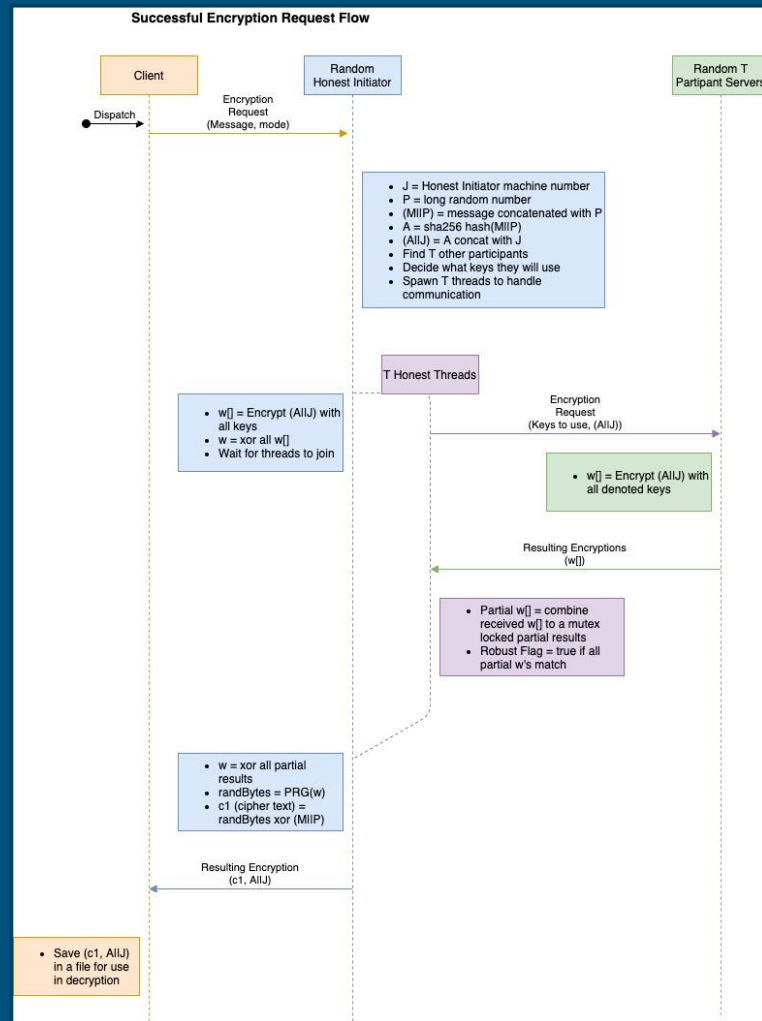 Successful Encryption Request Flow
Client
Random
Honest Initiator
Random T
Partipant Servers
Dispatch
Encryption
Request
(Message, mode)
• J = Honest Initiator machine number
• P = long random number
• (MIIP) = message concatenated with P
• A = sha256 hash(MIIP)
• (AIIJ) = A concat with J
• Find T other participants
• Decide what keys they will use
• Spawn T threads to handle
communication
T Honest Threads
• w[] = Encrypt (AIIJ) with
all keys
• w = xor all w[]
• Wait for threads to join
Encryption
Request
(Keys to use, (AIIJ))
• w[] = Encrypt (AIIJ) with
all denoted keys
Resulting Encryptions
(w[])
• Partial w[] = combine
received w[] to a mutex
locked partial results
• Robust Flag = true if all
partial w's match
• w = xor all partial
results
• randBytes = PRG(w)
• c1 (cipher text) =
randBytes xor (MIIP)
Resulting Encryption
(c1, AIIJ)
• Save (c1, AIIJ)
in a file for use
in decryption